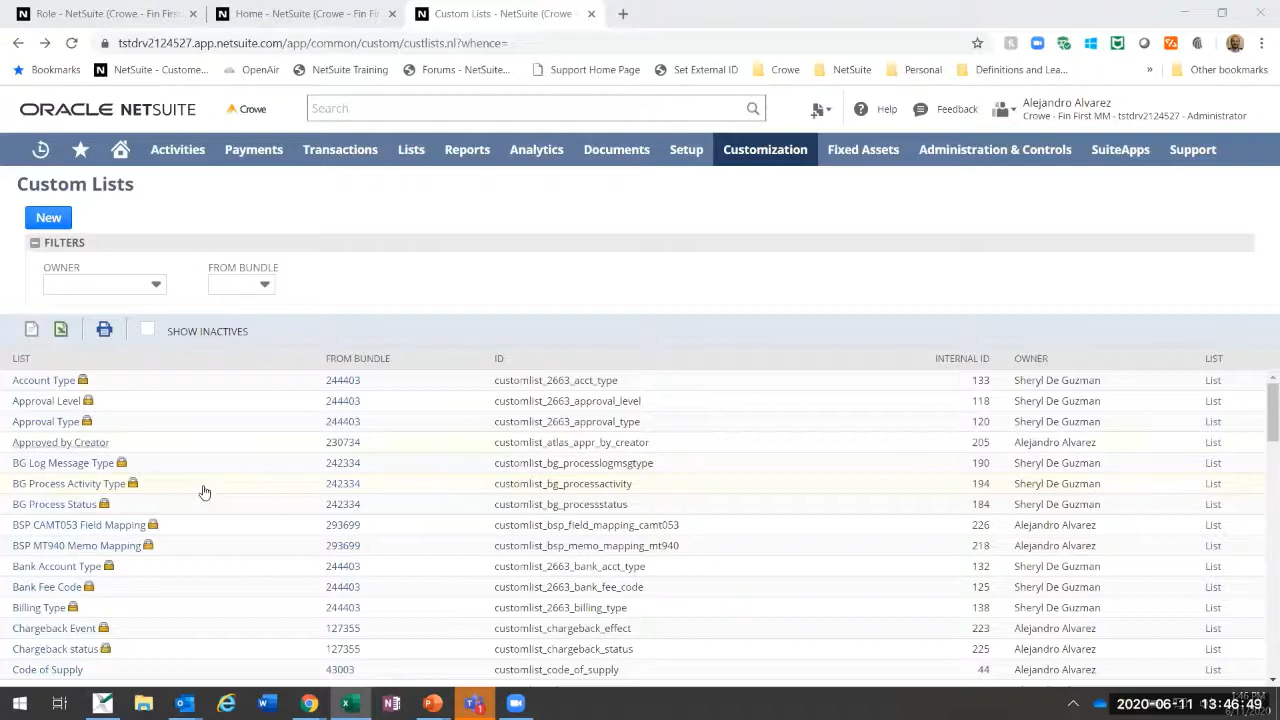 Role - NetSuite (Crowe - Fin Firs
Home - NetSuite (Crowe - Fin Fi
Custom Lists - NetSuite (Crowe -
tstdrv2124527.app.netsuite.com/app/common/custom/custlists.nl?whence=
Bookmarks
NetSuite - Custome...
OpenAir
NetSuite Training
Forums - NetSuite...
Support Home Page
Set External ID
Crowe
NetSuite
Personal
Definitions and Lea...
»
Other bookmarks
ORACLE NETSUITE
Crowe
Search
Help
Feedback
Alejandro Alvarez
Crowe - Fin First MM - tstdrv2124527 - Administrator
Activities Payments Transactions Lists Reports Analytics Documents Setup Customization Fixed Assets Administration & Controls SuiteApps Support
Custom Lists
New
FILTERS
OWNER FROM BUNDLE
SHOW INACTIVES
LIST FROM BUNDLE ID INTERNAL ID OWNER LIST
Account Type 244403 customlist_2663_acct_type 133 Sheryl De Guzman List
Approval Level 244403 customlist_2663_approval_level 118 Sheryl De Guzman List
Approval Type 244403 customlist_2663_approval_type 120 Sheryl De Guzman List
Approved by Creator 230734 customlist_atlas_appr_by_creator 205 Alejandro Alvarez List
BG Log Message Type 242334 customlist_bg_processlogmsgtype 190 Sheryl De Guzman List
BG Process Activity Type 242334 customlist_bg_processactivity 194 Sheryl De Guzman List
BG Process Status 242334 customlist_bg_processstatus 184 Sheryl De Guzman List
BSP CAMT053 Field Mapping 293699 customlist_bsp_field_mapping_camt053 226 Alejandro Alvarez List
BSP MT940 Memo Mapping 293699 customlist_bsp_memo_mapping_mt940 218 Alejandro Alvarez List
Bank Account Type 244403 customlist_2663_bank_acct_type 132 Sheryl De Guzman List
Bank Fee Code 244403 customlist_2663_bank_fee_code 125 Sheryl De Guzman List
Billing Type 244403 customlist_2663_billing_type 138 Sheryl De Guzman List
Chargeback Event 127355 customlist_chargeback_effect 223 Alejandro Alvarez List
Chargeback status 127355 customlist_chargeback_status 225 Alejandro Alvarez List
Code of Supply 43003 customlist_code_of_supply 44 Alejandro Alvarez List
1:46 PM
2020-06-11 13:46:49
6/11/2020